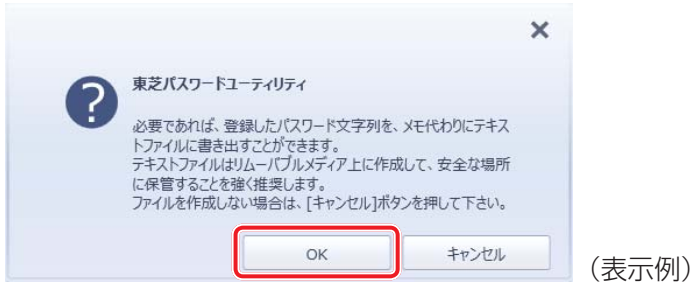 東芝パスワードユーティリティ
必要であれば、登録したパスワード文字列を、メモ代わりにテキス
トファイルに書き出すことができます。
テキストファイルはリムーバブルメディア上に作成して、安全な場所
に保管することを強く推奨します。
ファイルを作成しない場合は、[キャンセル]ボタンを押して下さい。
OK キャンセル
（表示例）